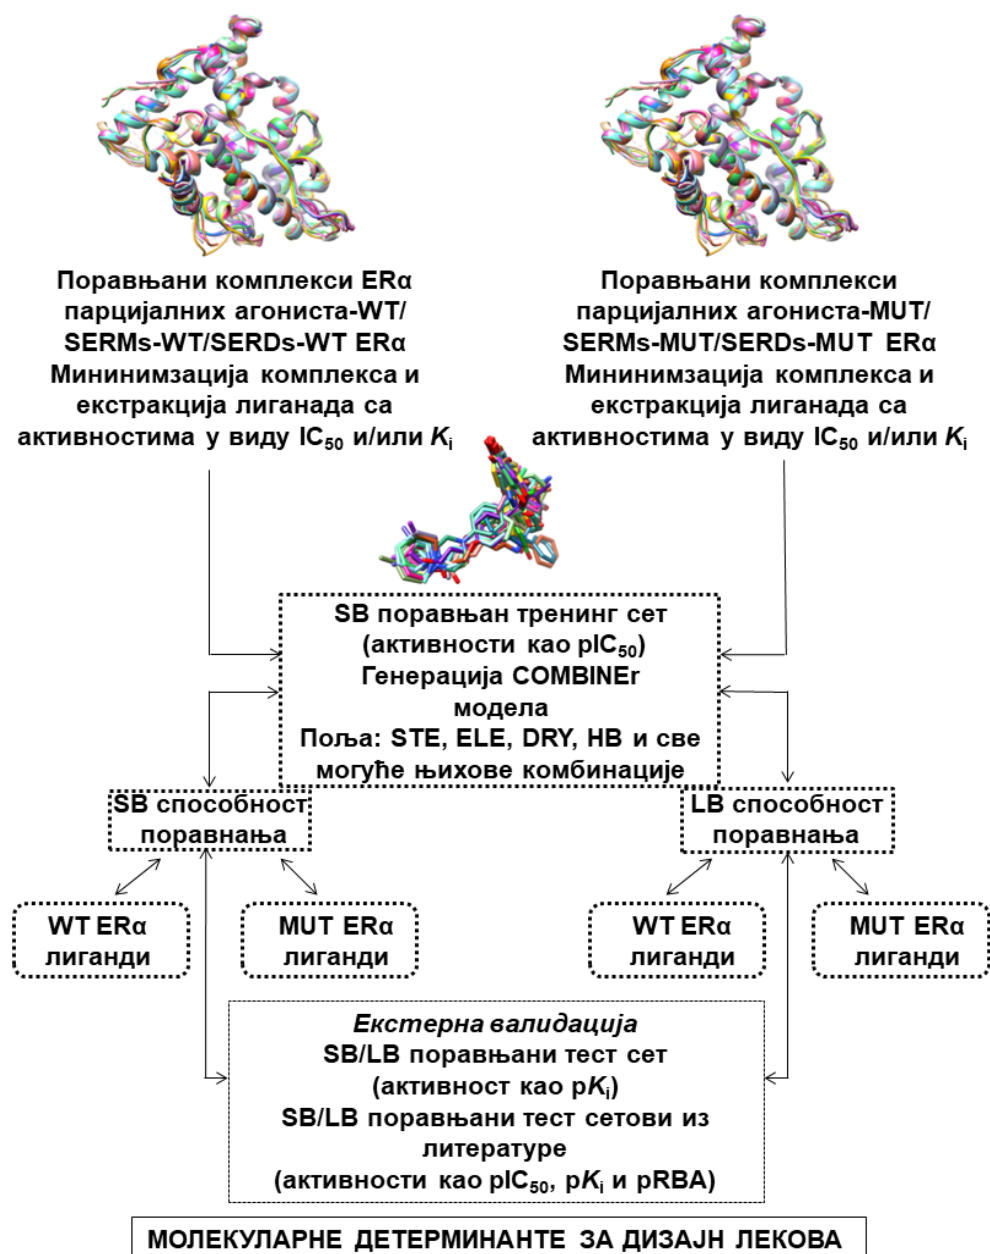 Поравњани комплекси ERα
парцијалних агониста-WT/
SERMs-WT/SERDs-WT ERα
Мининимзација комплекса и
екстракција лиганада са
активностима у виду IC₅₀ и/или Kᵢ
Поравњани комплекси
парцијалних агониста-MUT/
SERMs-MUT/SERDs-MUT ERα
Мининимзација комплекса и
екстракција лиганада са
активностима у виду IC₅₀ и/или Kᵢ
SB поравњан тренинг сет
(активности као pIC₅₀)
Генерација COMBINEr
модела
Поља: STE, ELE, DRY, HB и све
могуће њихове комбинације
SB способност
поравнања
LB способност
поравнања
WT ERα
лиганди
MUT ERα
лиганди
WT ERα
лиганди
MUT ERα
лиганди
Екстерна валидација
SB/LB поравњани тест сет
(активност као pKᵢ)
SB/LB поравњани тест сетови из
литературе
(активности као pIC₅₀, pKᵢ и pRBA)
МОЛЕКУЛАРНЕ ДЕТЕРМИНАНТЕ ЗА ДИЗАЈН ЛЕКОВА